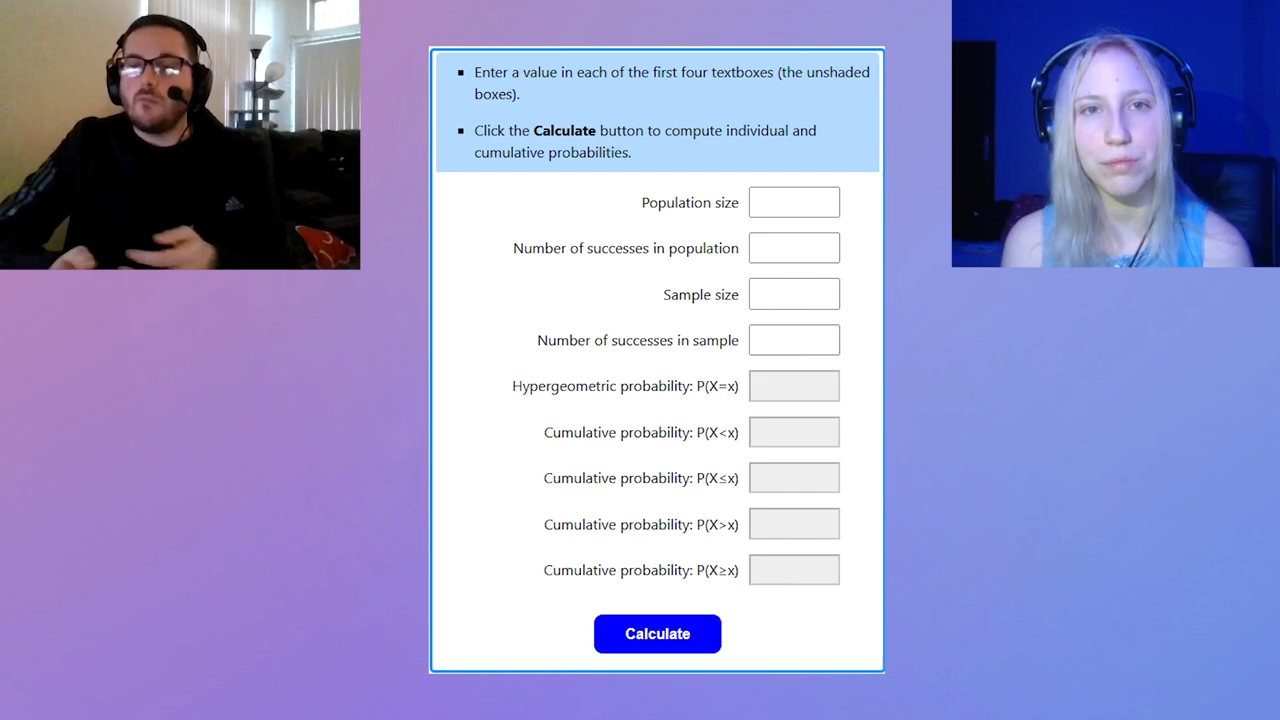 ▪ Enter a value in each of the first four textboxes (the unshaded
boxes).
▪ Click the Calculate button to compute individual and
cumulative probabilities.
Population size
Number of successes in population
Sample size
Number of successes in sample
Hypergeometric probability: P(X=x)
Cumulative probability: P(X<x)
Cumulative probability: P(X≤x)
Cumulative probability: P(X>x)
Cumulative probability: P(X≥x)
Calculate